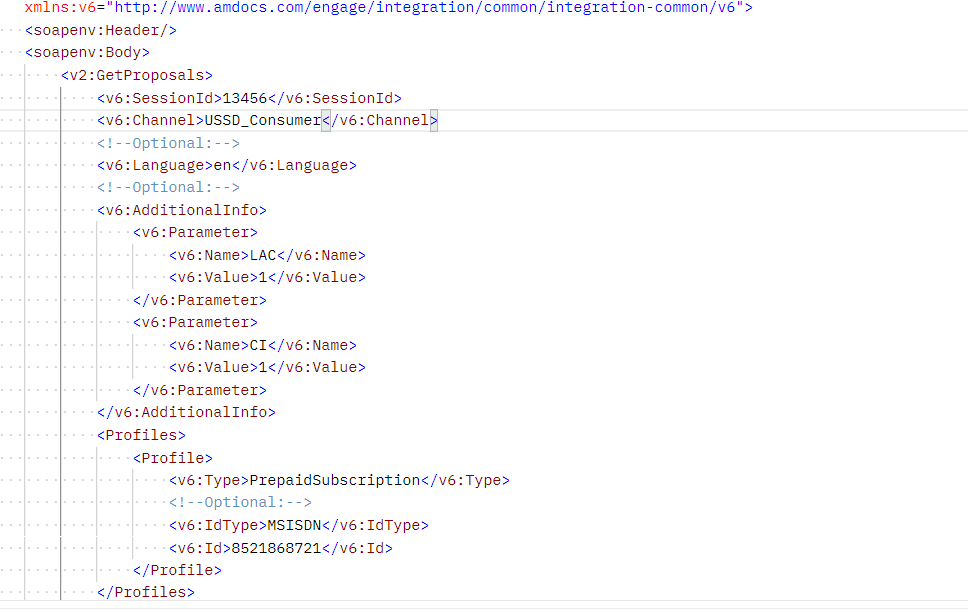 xmlns:v6="http://www.amdocs.com/engage/integration/common/integration-common/v6">
<soapenv:Header/>
<soapenv:Body>
<v2:GetProposals>
<v6:SessionId>13456</v6:SessionId>
<v6:Channel>USSD_Consumer</v6:Channel>
<!--Optional:-->
<v6:Language>en</v6:Language>
<!--Optional:-->
<v6:AdditionalInfo>
<v6:Parameter>
<v6:Name>LAC</v6:Name>
<v6:Value>1</v6:Value>
</v6:Parameter>
<v6:Parameter>
<v6:Name>CI</v6:Name>
<v6:Value>1</v6:Value>
</v6:Parameter>
</v6:AdditionalInfo>
<Profiles>
<Profile>
<v6:Type>PrepaidSubscription</v6:Type>
<!--Optional:-->
<v6:IdType>MSISDN</v6:IdType>
<v6:Id>8521868721</v6:Id>
</Profile>
</Profiles>